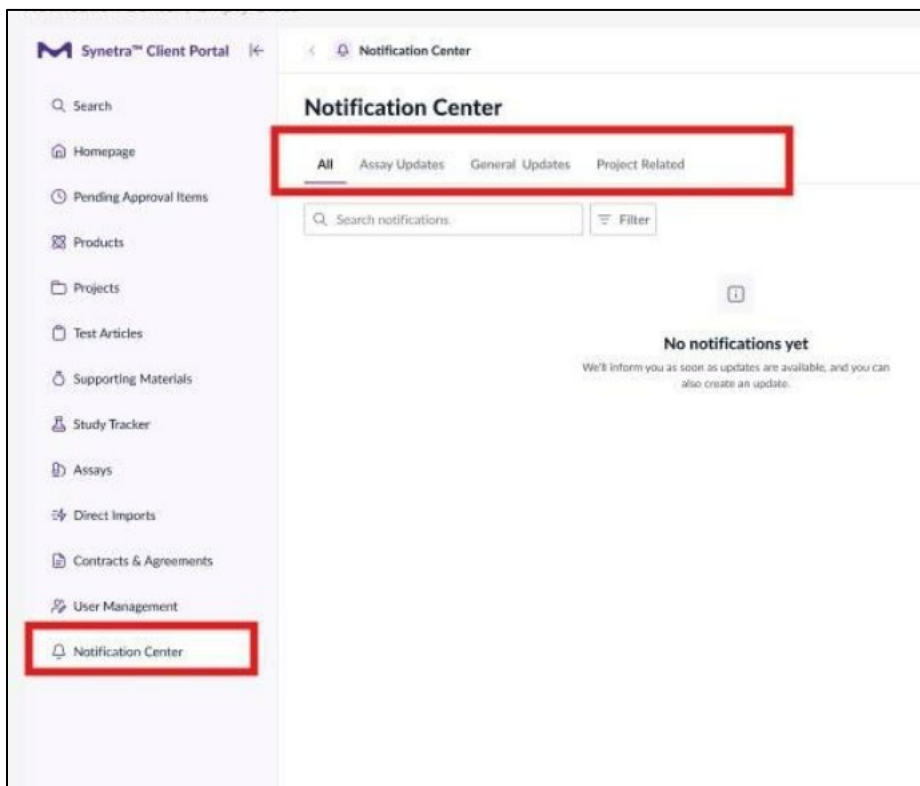 Synetra™ Client Portal
Search
Homepage
Pending Approval Items
Products
Projects
Test Articles
Supporting Materials
Study Tracker
Assays
Direct Imports
Contracts & Agreements
User Management
Notification Center
Notification Center
Notification Center
All Assay Updates General Updates Project Related
Search notifications
Filter
No notifications yet
We'll inform you as soon as updates are available, and you can
also create an update.